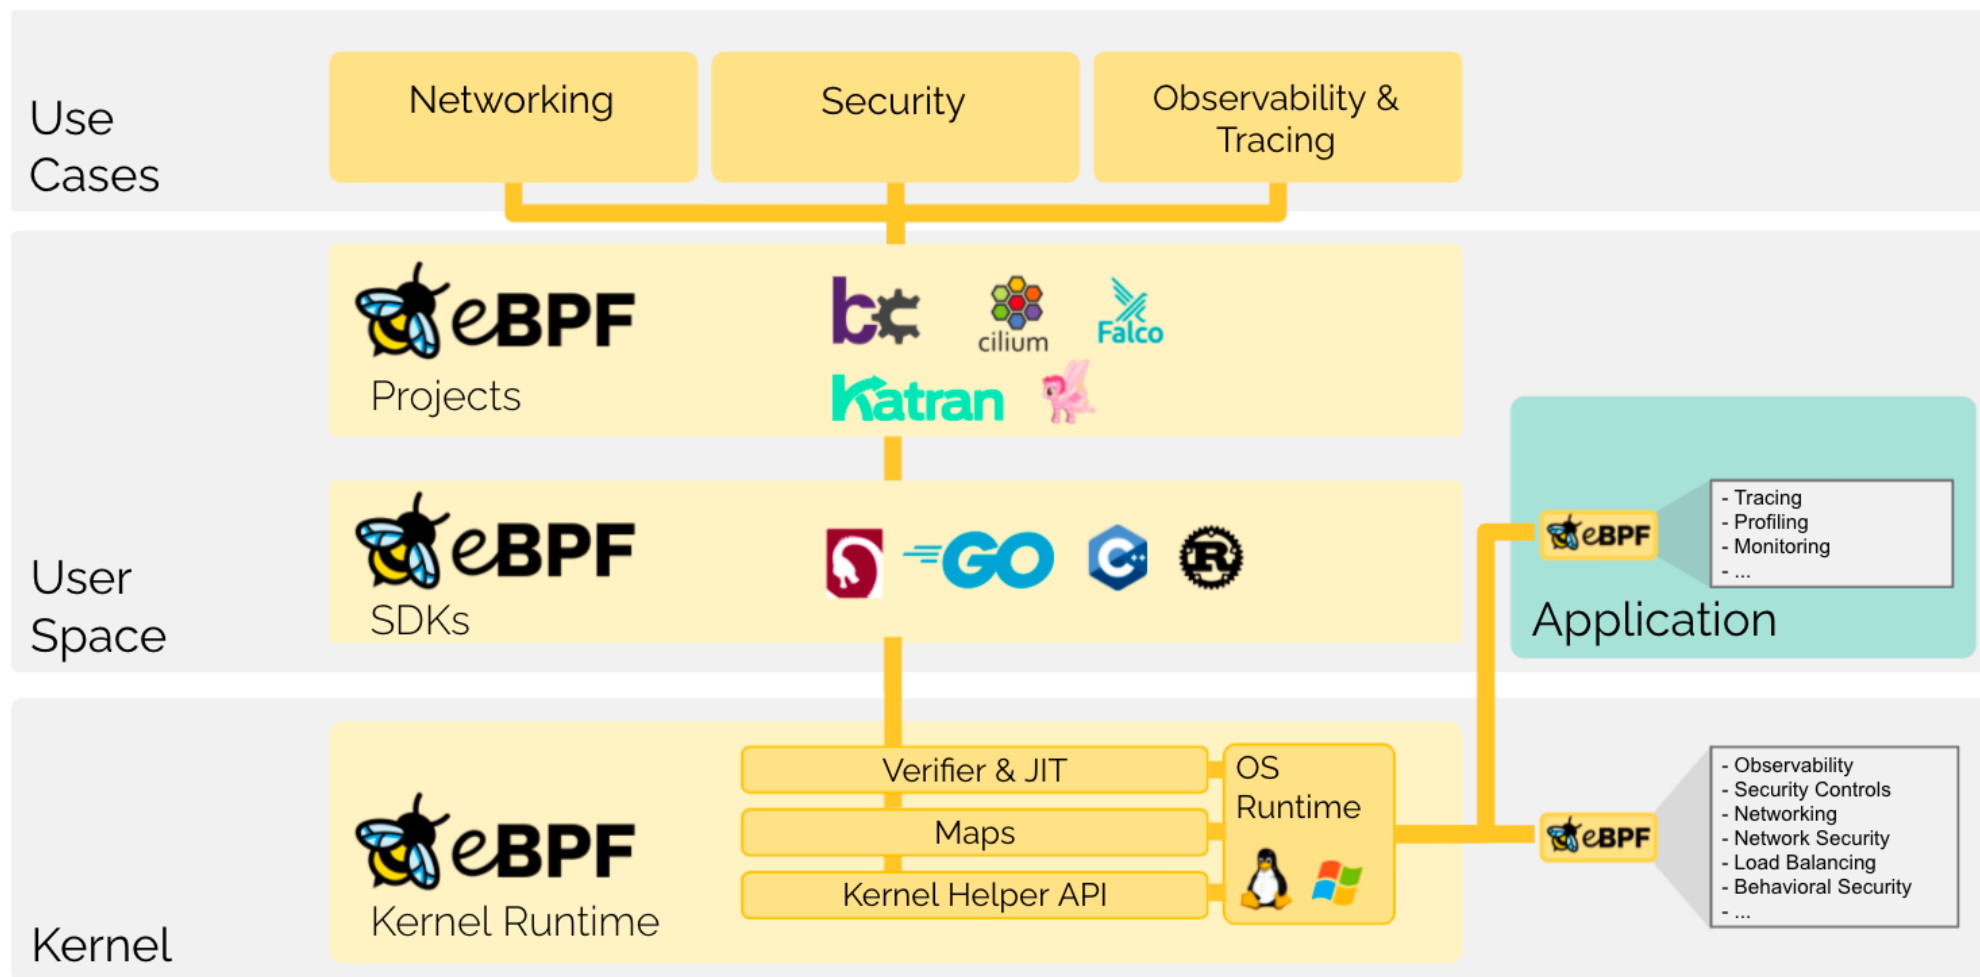 Use
Cases
Networking
Security
Observability &
Tracing
eBPF
Projects
bc
cilium
Falco
Katran
User
Space
eBPF
SDKs
GO
C++
R
eBPF
- Tracing
- Profiling
- Monitoring
- ...
Application
Kernel
eBPF
Kernel Runtime
Verifier & JIT
Maps
Kernel Helper API
OS
Runtime
eBPF
- Observability
- Security Controls
- Networking
- Network Security
- Load Balancing
- Behavioral Security
- ...